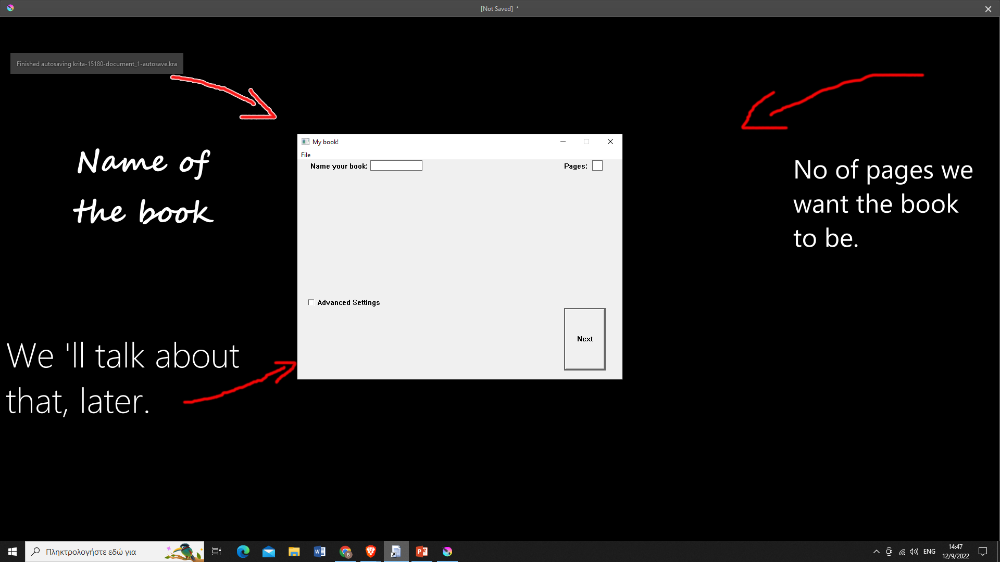 [Not Saved] *
Finished autosaving krita-15180-document_1-autosave.kra
Name of
the book
My book!
File
Name your book:
Pages:
Advanced Settings
Next
No of pages we
want the book
to be.
We 'll talk about
that, later.
Πληκτρολογήστε εδώ για
ENG
14:47
12/9/2022